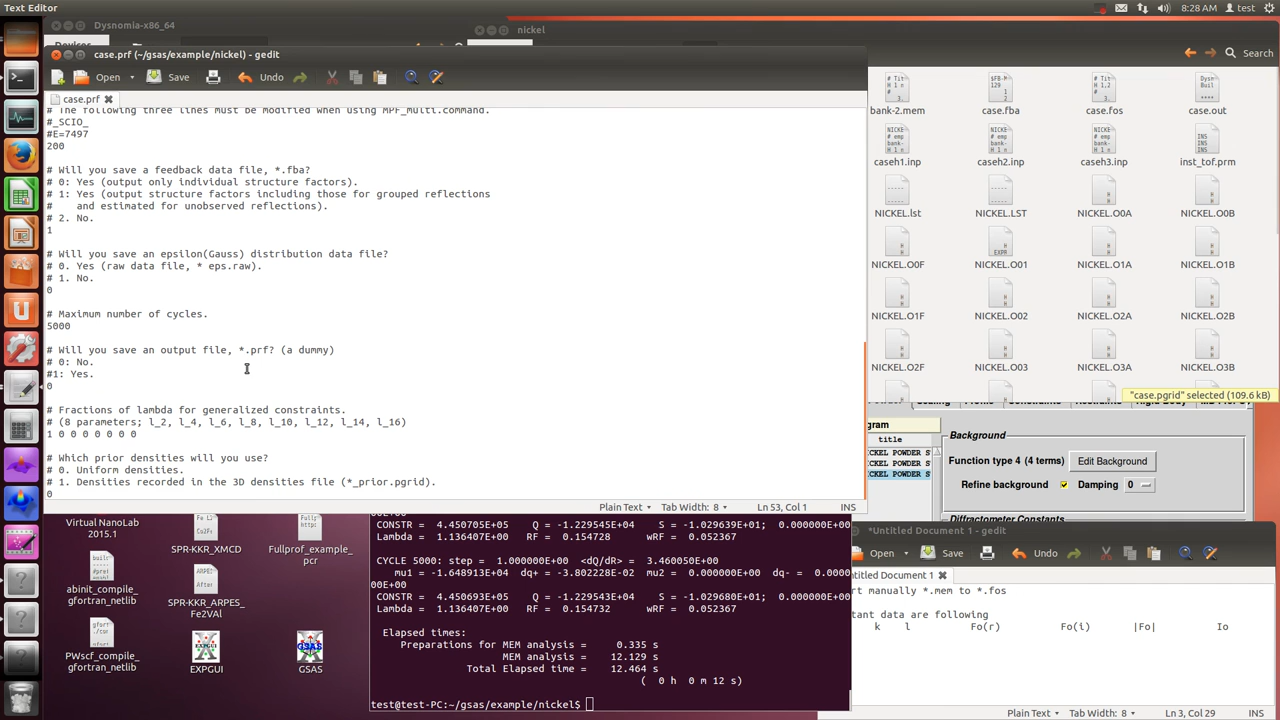 Text Editor
8:28 AM
test
Dysnomia-x86_64
nickel
Devices
case.prf (~/gsas/example/nickel) - gedit
Open
Save
Undo
case.prf
# The following three lines must be modified when using MPF_Multi.command.
#_SCIO_
#E=7497
200
# Will you save a feedback data file, *.fba?
# 0: Yes (output only individual structure factors).
# 1: Yes (output structure factors including those for grouped reflections
#    and estimated for unobserved reflections).
# 2. No.
1
# Will you save an epsilon(Gauss) distribution data file?
# 0. Yes (raw data file, * eps.raw).
# 1. No.
0
# Maximum number of cycles.
5000
# Will you save an output file, *.prf? (a dummy)
# 0: No.
#1: Yes.
0
# Fractions of lambda for generalized constraints.
# (8 parameters; l_2, l_4, l_6, l_8, l_10, l_12, l_14, l_16)
1 0 0 0 0 0 0 0
# Which prior densities will you use?
# 0. Uniform densities.
# 1. Densities recorded in the 3D densities file (*_prior.pgrid).
0
Plain Text
Tab Width: 8
Ln 53, Col 1
INS
Search
bank-2.mem
case.fba
case.fos
case.out
caseh1.inp
caseh2.inp
caseh3.inp
inst_tof.prm
NICKEL.lst
NICKEL.LST
NICKEL.O0A
NICKEL.O0B
NICKEL.O0F
NICKEL.O01
NICKEL.O1A
NICKEL.O1B
NICKEL.O1F
NICKEL.O02
NICKEL.O2A
NICKEL.O2B
NICKEL.O2F
NICKEL.O03
NICKEL.O3A
NICKEL.O3B
"case.pgrid" selected (109.6 kB)
gram
title
NICKEL POWDER S
NICKEL POWDER S
NICKEL POWDER S
Background
Function type 4 (4 terms)
Edit Background
Refine background
Damping
0
Diffractometer Constants
Virtual NanoLab
2015.1
SPR-KKR_XMCD
Fullprof_example_
pcr
abinit_compile_
gfortran_netlib
SPR-KKR_ARPES_
Fe2VAl
PWscf_compile_
gfortran_netlib
EXPGUI
GSAS
CONSTR =  4.450705E+05    Q = -1.229545E+04    S = -1.029639E+01;  0.000000E+00
Lambda =  1.136407E+00   RF =  0.154728    wRF =  0.052367
CYCLE 5000: step =  1.000000E+00  <dQ/dR> =  3.460050E+00
mu1 = -1.648913E+04  dq+ = -3.802228E-02  mu2 =  0.000000E+00  dq- =  0.0000
00E+00
CONSTR =  4.450693E+05    Q = -1.229545E+04    S = -1.029680E+01;  0.000000E+00
Lambda =  1.136407E+00   RF =  0.154732    wRF =  0.052367
Elapsed times:
Preparations for MEM analysis =    0.335 s
MEM analysis =   12.129 s
Total Elapsed time =   12.464 s
(  0 h  0 m 12 s)
test@test-PC:~/gsas/example/nickel$
*Untitled Document 1 - gedit
Open
Save
Undo
ntitled Document 1
rt manually *.mem to *.fos
tant data are following
k    l    Fo(r)    Fo(i)    |Fo|    Io
Plain Text
Tab Width: 8
Ln 3, Col 29
INS